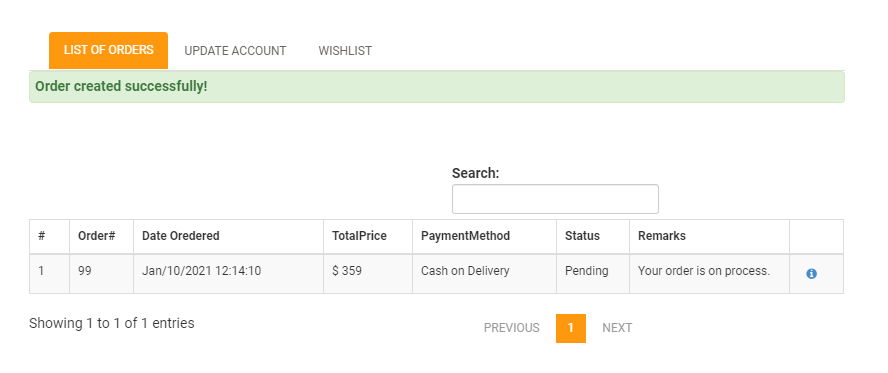 LIST OF ORDERS UPDATE ACCOUNT WISHLIST
Order created successfully!
Search:
# Order# Date Oredered TotalPrice PaymentMethod Status Remarks
1 99 Jan/10/2021 12:14:10 $ 359 Cash on Delivery Pending Your order is on process.
Showing 1 to 1 of 1 entries PREVIOUS 1 NEXT